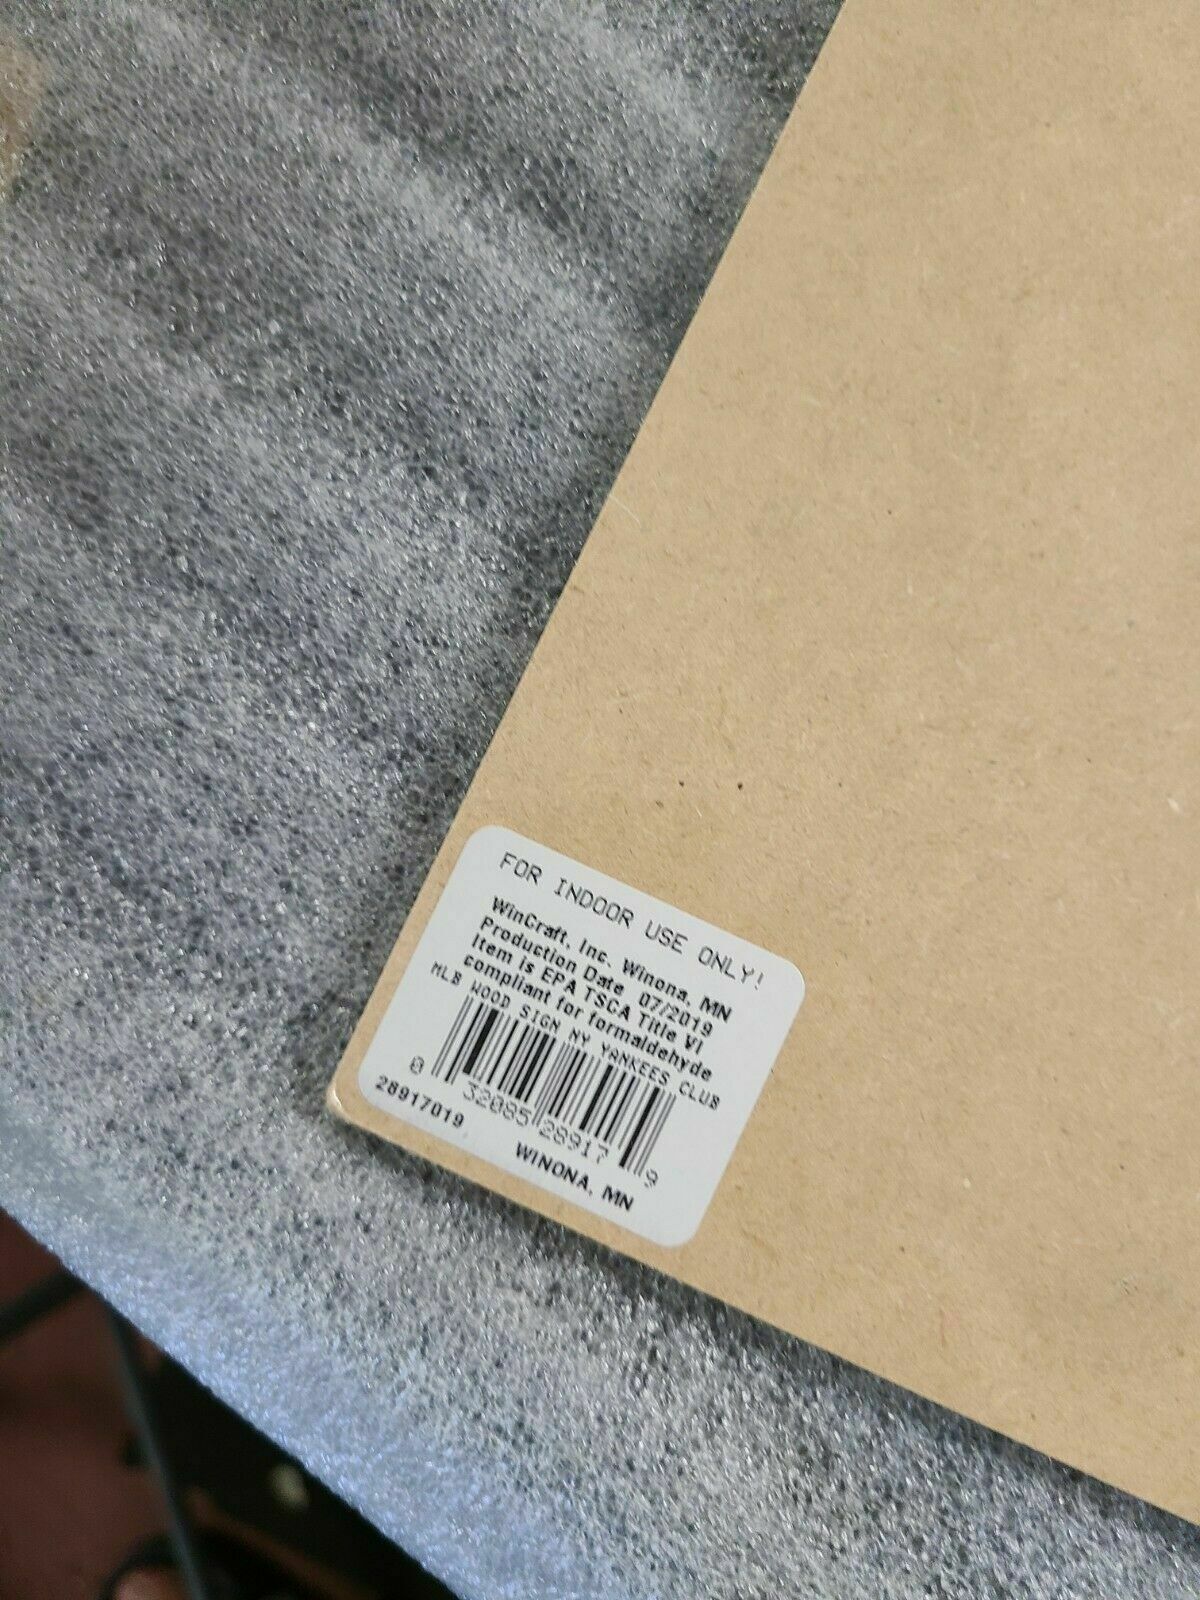 FOR INDOOR USE ONLY!
WinCraft, Inc. Winona, MN
Production Date 07/2019
Item is EPA TSCA Title VI
compliant for formaldehyde
MLB WOOD SIGN NY YANKEES CLUB
0 32085 28917 9
28917019
WINONA, MN